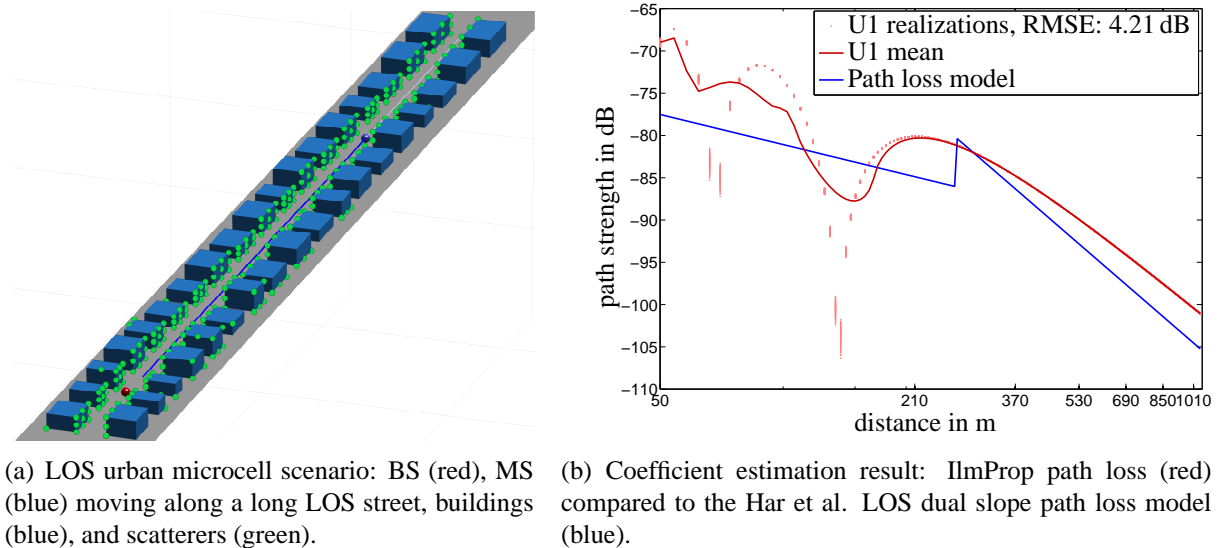 U1 realizations, RMSE: 4.21 dB
U1 mean
Path loss model
path strength in dB
−65
−70
−75
−80
−85
−90
−95
−100
−105
−110
50
210
370
530
690
850
1010
distance in m
(a) LOS urban microcell scenario: BS (red), MS
(blue) moving along a long LOS street, buildings
(blue), and scatterers (green).
(b) Coefficient estimation result: IlmProp path loss (red)
compared to the Har et al. LOS dual slope path loss model
(blue).